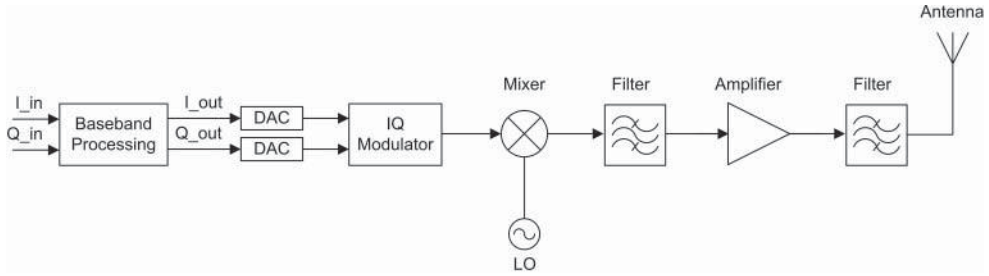 Antenna
Mixer
Filter
Amplifier
Filter
I_in
I_out
Q_in
Q_out
Baseband
Processing
DAC
DAC
IQ
Modulator
LO